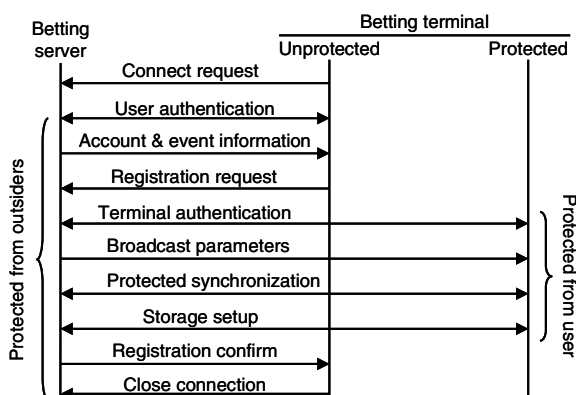 Betting terminal
Betting
server
Unprotected
Protected
Connect request
User authentication
Account & event information
Registration request
Terminal authentication
Broadcast parameters
Protected synchronization
Storage setup
Registration confirm
Close connection
Protected from outsiders
Protected from user